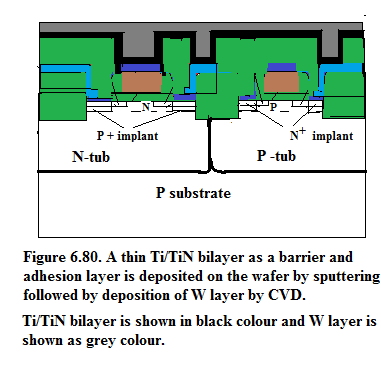 N-
P
P + implant
N+ implant
N-tub
P -tub
P substrate
Figure 6.80. A thin Ti/TiN bilayer as a barrier and
adhesion layer is deposited on the wafer by sputtering
followed by deposition of W layer by CVD.
Ti/TiN bilayer is shown in black colour and W layer is
shown as grey colour.